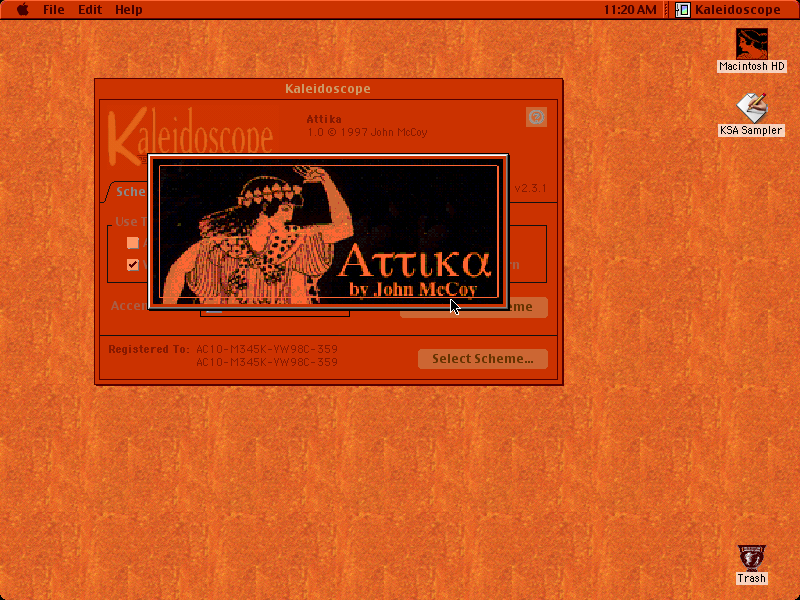 File Edit Help
11:20 AM
Kaleidoscope
Macintosh HD
KSA Sampler
Kaleidoscope
Kaleidoscope
Attika
1.0 © 1997 John McCoy
v2.3.1
Sche
Use T
Αττικα
by John McCoy
Accen
eme
Registered To: AC10-M345K-YW98C-359
AC10-M345K-YW98C-359
Select Scheme...
Trash